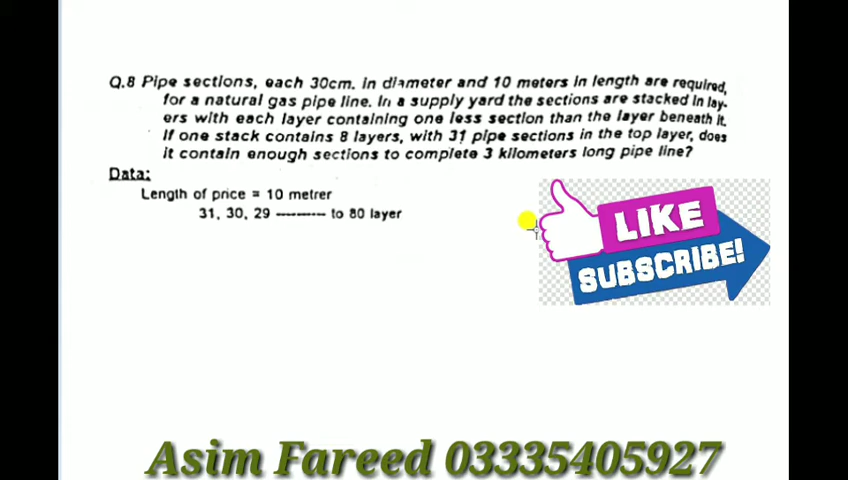 Q.8 Pipe sections, each 30cm. in diameter and 10 meters in length are required,
for a natural gas pipe line. In a supply yard the sections are stacked in lay-
ers with each layer containing one less section than the layer beneath it.
If one stack contains 8 layers, with 31 pipe sections in the top layer, does
it contain enough sections to complete 3 kilometers long pipe line?
Data:
Length of price = 10 metrer
31, 30, 29 ---------- to 80 layer
LIKE
SUBSCRIBE!
Asim Fareed 03335405927